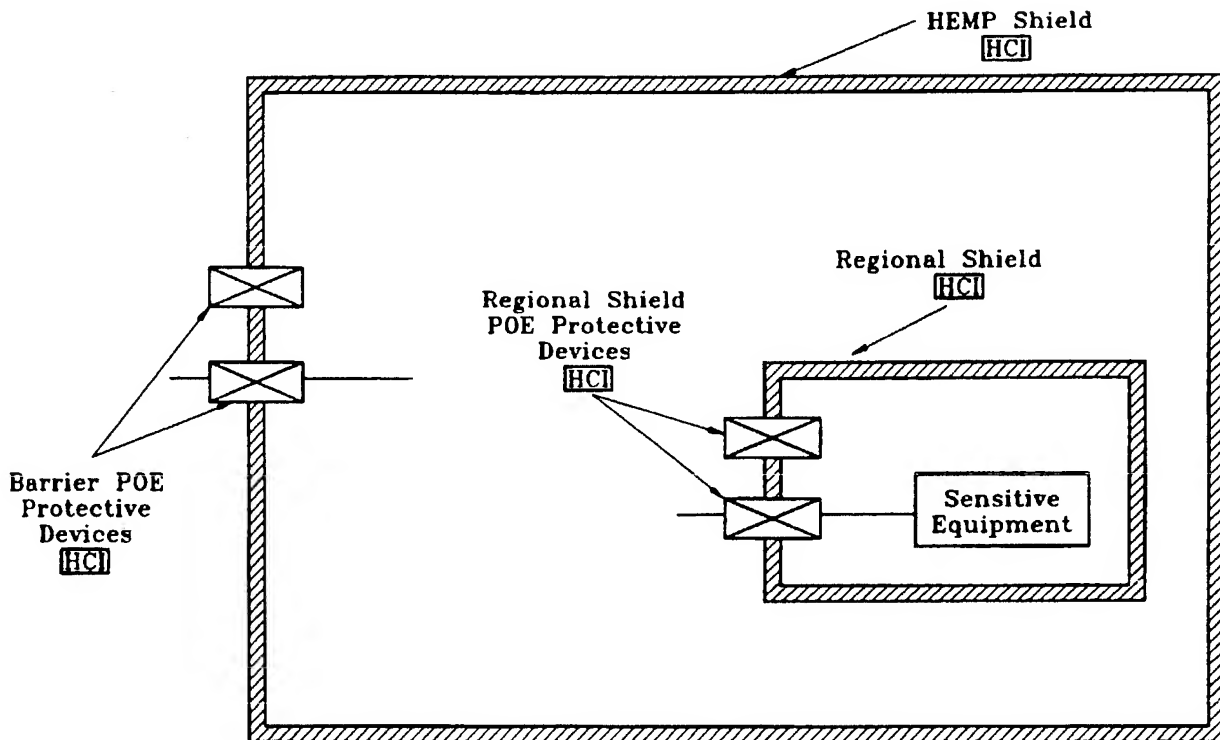 HEMP Shield
HCI
Regional Shield
HCI
Regional Shield
POE Protective
Devices
HCI
Barrier POE
Protective
Devices
HCI
Sensitive
Equipment